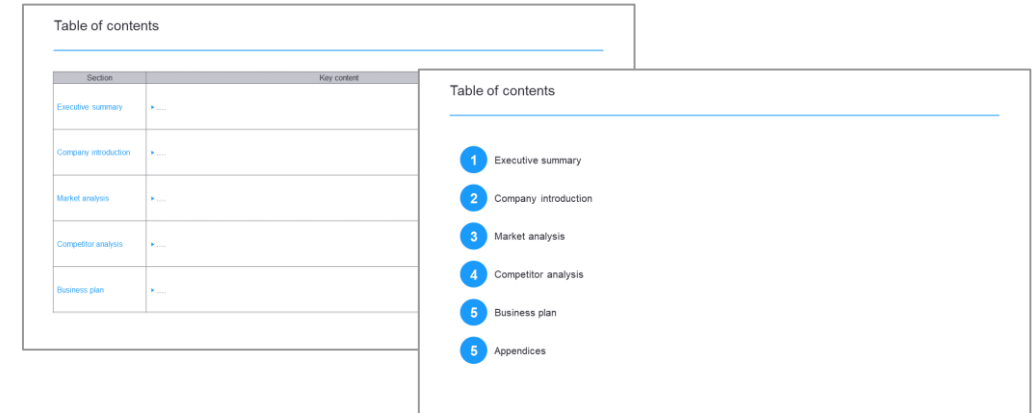 Table of contents
Section Key content
Executive summary ▸ .....
Company introduction ▸ .....
Market analysis ▸ .....
Competitor analysis ▸ .....
Business plan ▸ .....
Table of contents
1 Executive summary
2 Company introduction
3 Market analysis
4 Competitor analysis
5 Business plan
5 Appendices